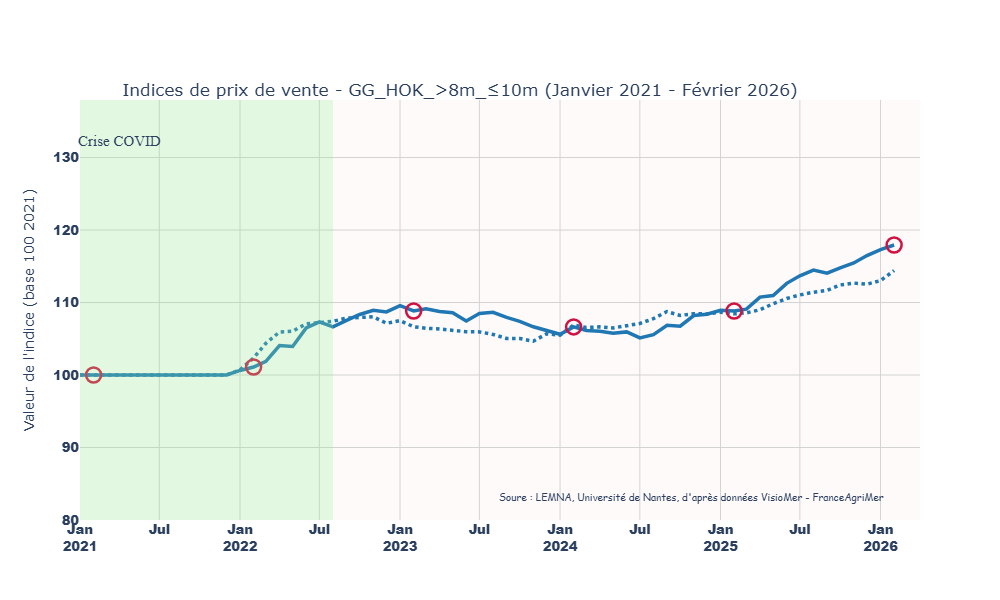 Indices de prix de vente - GG_HOK_>8m_≤10m (Janvier 2021 - Février 2026)
Crise COVID
130
120
110
100
90
80
Valeur de l'indice (base 100 2021)
Soure : LEMNA, Université de Nantes, d'après données VisioMer - FranceAgriMer
Jan Jul Jan Jul Jan Jul Jan Jul Jan Jul Jan
2021 2022 2023 2024 2025 2026